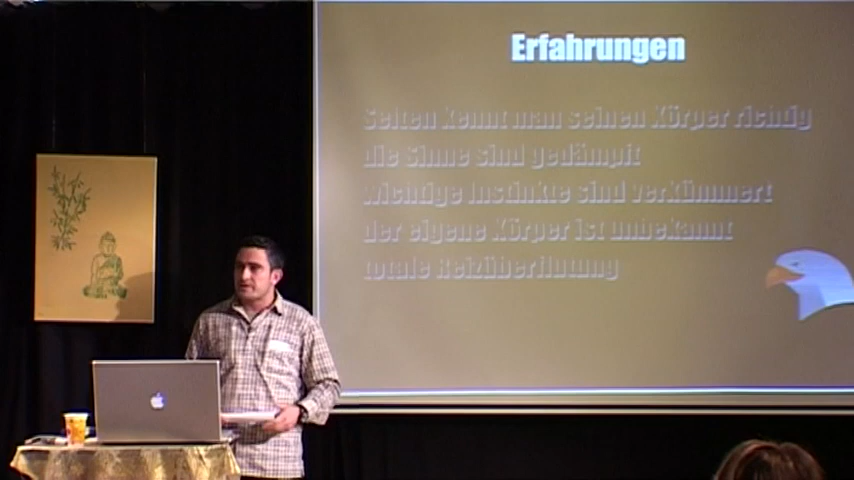 Erfahrungen
Selten kennt man seinen Körper richtig
die Sinne sind gedämpft
wichtige Instinkte sind verkümmert
der eigene Körper ist unbekannt
totale Reizüberflutung